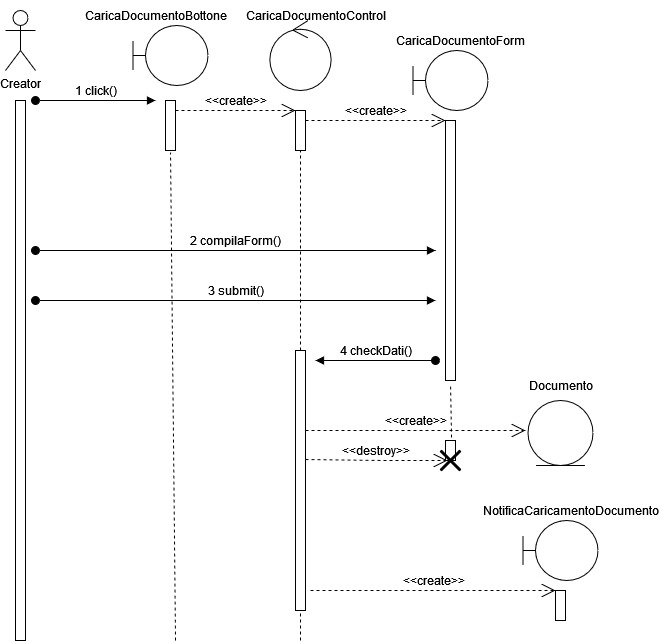 CaricaDocumentoBottone
CaricaDocumentoControl
CaricaDocumentoForm
Creator
1 click()
<<create>>
<<create>>
2 compilaForm()
3 submit()
4 checkDati()
Documento
<<create>>
<<destroy>>
NotificaCaricamentoDocumento
<<create>>